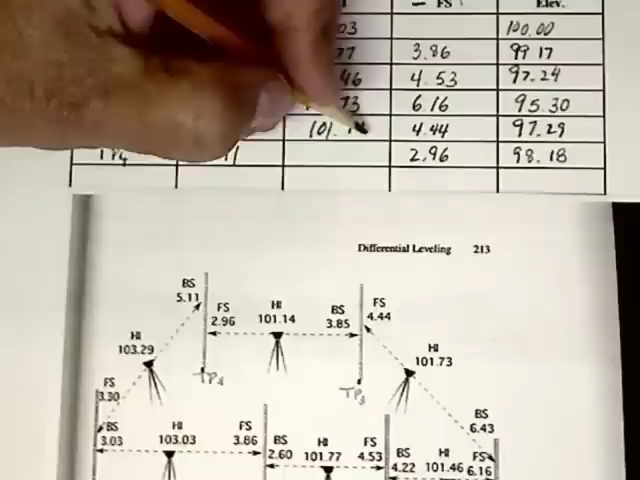 — FS Elev.
03 100.00
77 3.86 99.17
46 4.53 97.24
73 6.16 95.30
101. 4.44 97.29
TP4 11 2.96 98.18
Differential Leveling 213
BS
5.11
FS
2.96
HI
101.14
BS
3.85
FS
4.44
HI
103.29
HI
101.73
TP4
TP3
FS
3.30
BS
6.43
BS
3.03
HI
103.03
FS
3.86
BS
2.60
HI
101.77
FS
4.53
BS
4.22
HI
101.46
FS
6.16